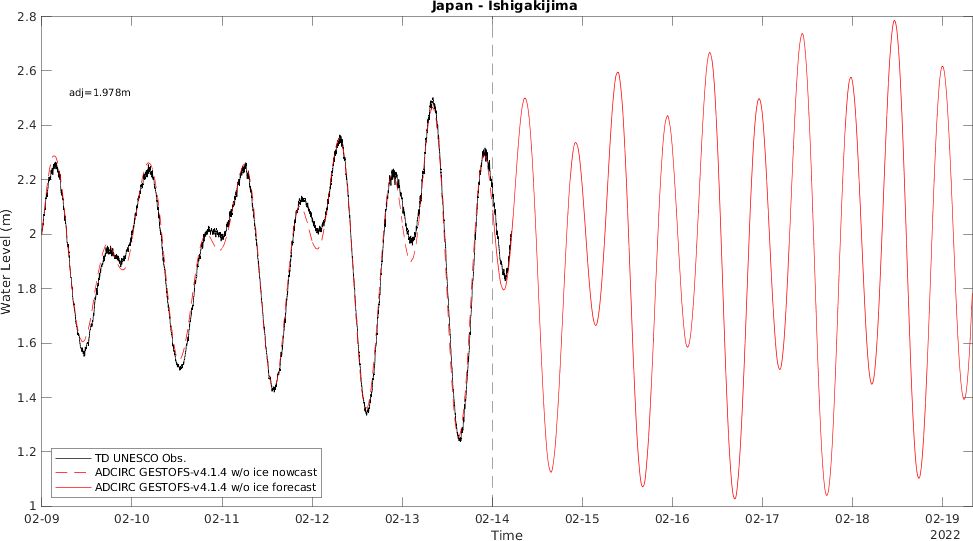 Japan - Ishigakijima
2.8
2.6
2.4
2.2
2
1.8
1.6
1.4
1.2
1
Water Level (m)
adj=1.978m
TD UNESCO Obs.
ADCIRC GESTOFS-v4.1.4 w/o ice nowcast
ADCIRC GESTOFS-v4.1.4 w/o ice forecast
02-09 02-10 02-11 02-12 02-13 02-14 02-15 02-16 02-17 02-18 02-19
Time
2022